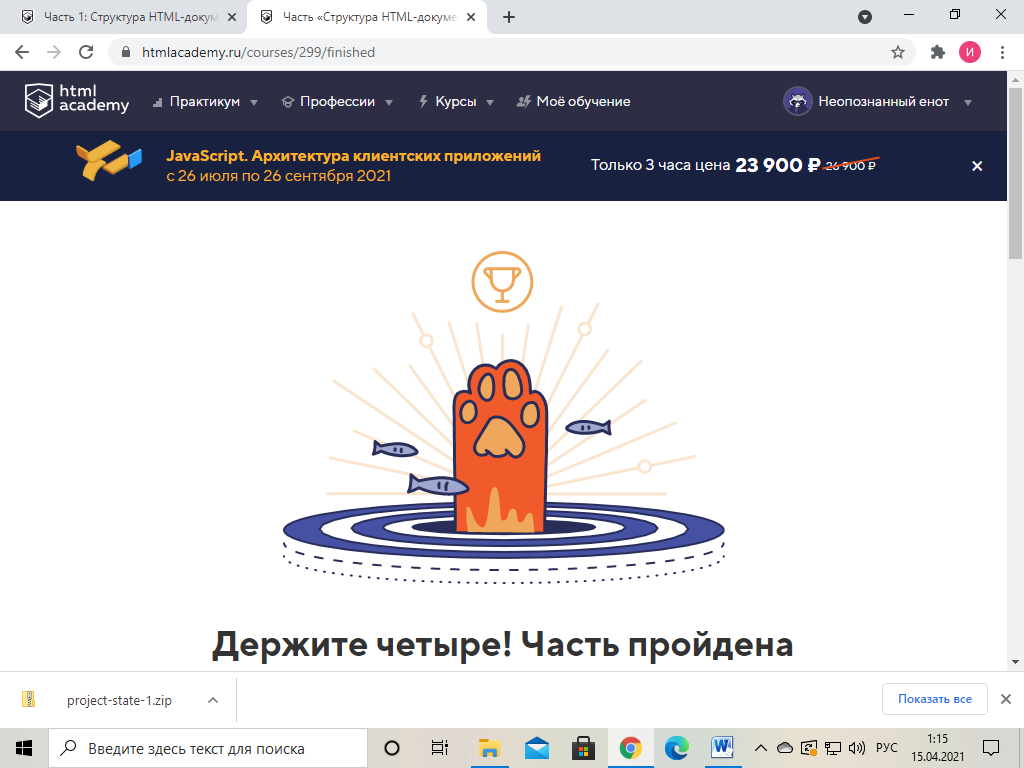 Часть 1: Структура HTML-докум
Часть «Структура HTML-докуме
htmlacademy.ru/courses/299/finished
И
html
academy
Практикум
Профессии
Курсы
Моё обучение
Неопознанный енот
JavaScript. Архитектура клиентских приложений
с 26 июля по 26 сентября 2021
Только 3 часа цена 23 900 ₽ 26 900 ₽
Держите четыре! Часть пройдена
project-state-1.zip
Показать все
Введите здесь текст для поиска
РУС
1:15
15.04.2021